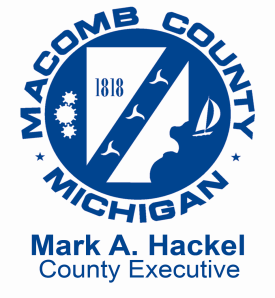 MACOMB COUNTY
1818
MICHIGAN
Mark A. Hackel
County Executive